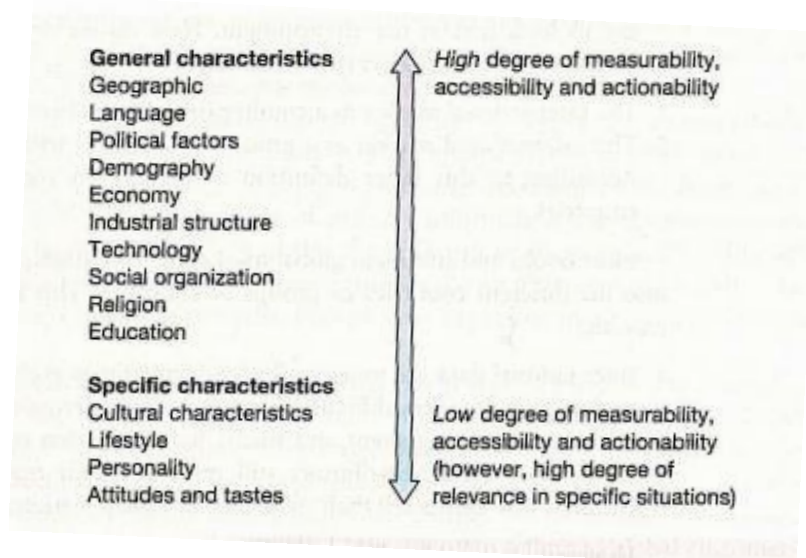 General characteristics
Geographic
Language
Political factors
Demography
Economy
Industrial structure
Technology
Social organization
Religion
Education
Specific characteristics
Cultural characteristics
Lifestyle
Personality
Attitudes and tastes
High degree of measurability,
accessibility and actionability
Low degree of measurability,
accessibility and actionability
(however, high degree of
relevance in specific situations)